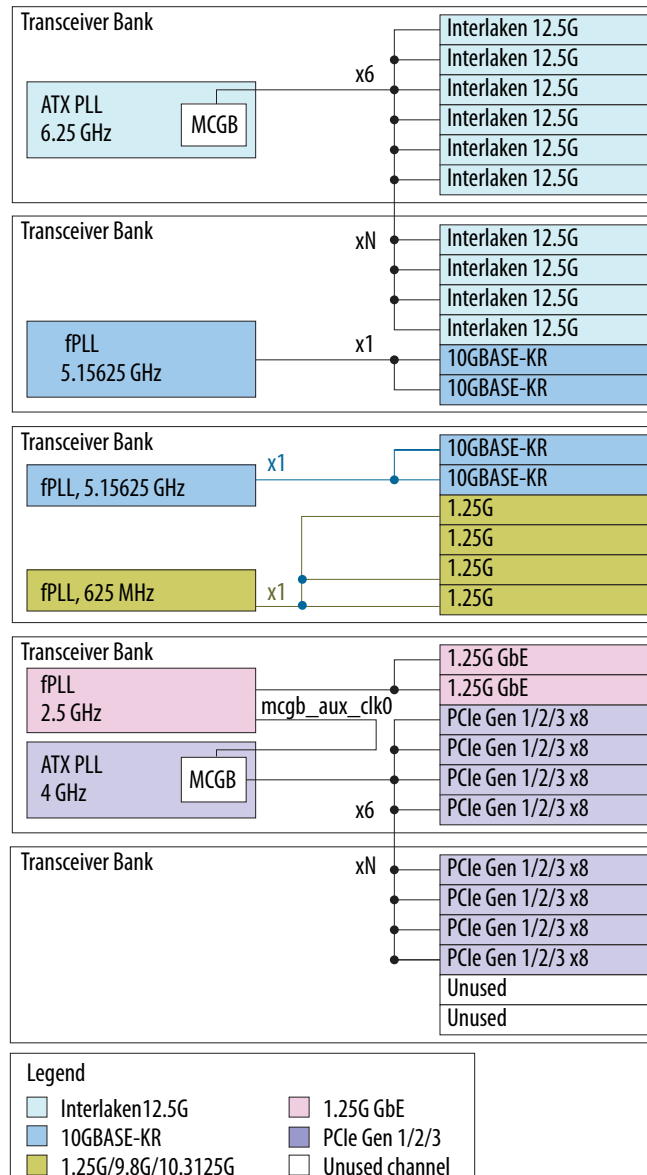 Transceiver Bank
Interlaken 12.5G
Interlaken 12.5G
x6
Interlaken 12.5G
ATX PLL
6.25 GHz
MCGB
Interlaken 12.5G
Interlaken 12.5G
Interlaken 12.5G
Transceiver Bank
xN
Interlaken 12.5G
Interlaken 12.5G
Interlaken 12.5G
Interlaken 12.5G
fPLL
5.15625 GHz
x1
10GBASE-KR
10GBASE-KR
Transceiver Bank
10GBASE-KR
x1
10GBASE-KR
fPLL, 5.15625 GHz
1.25G
1.25G
1.25G
fPLL, 625 MHz
x1
1.25G
Transceiver Bank
1.25G GbE
fPLL
2.5 GHz
1.25G GbE
mcgb_aux_clk0
PCIe Gen 1/2/3 x8
PCIe Gen 1/2/3 x8
ATX PLL
4 GHz
MCGB
PCIe Gen 1/2/3 x8
x6
PCIe Gen 1/2/3 x8
Transceiver Bank
xN
PCIe Gen 1/2/3 x8
PCIe Gen 1/2/3 x8
PCIe Gen 1/2/3 x8
PCIe Gen 1/2/3 x8
Unused
Unused
Legend
Interlaken12.5G
10GBASE-KR
1.25G/9.8G/10.3125G
1.25G GbE
PCIe Gen 1/2/3
Unused channel